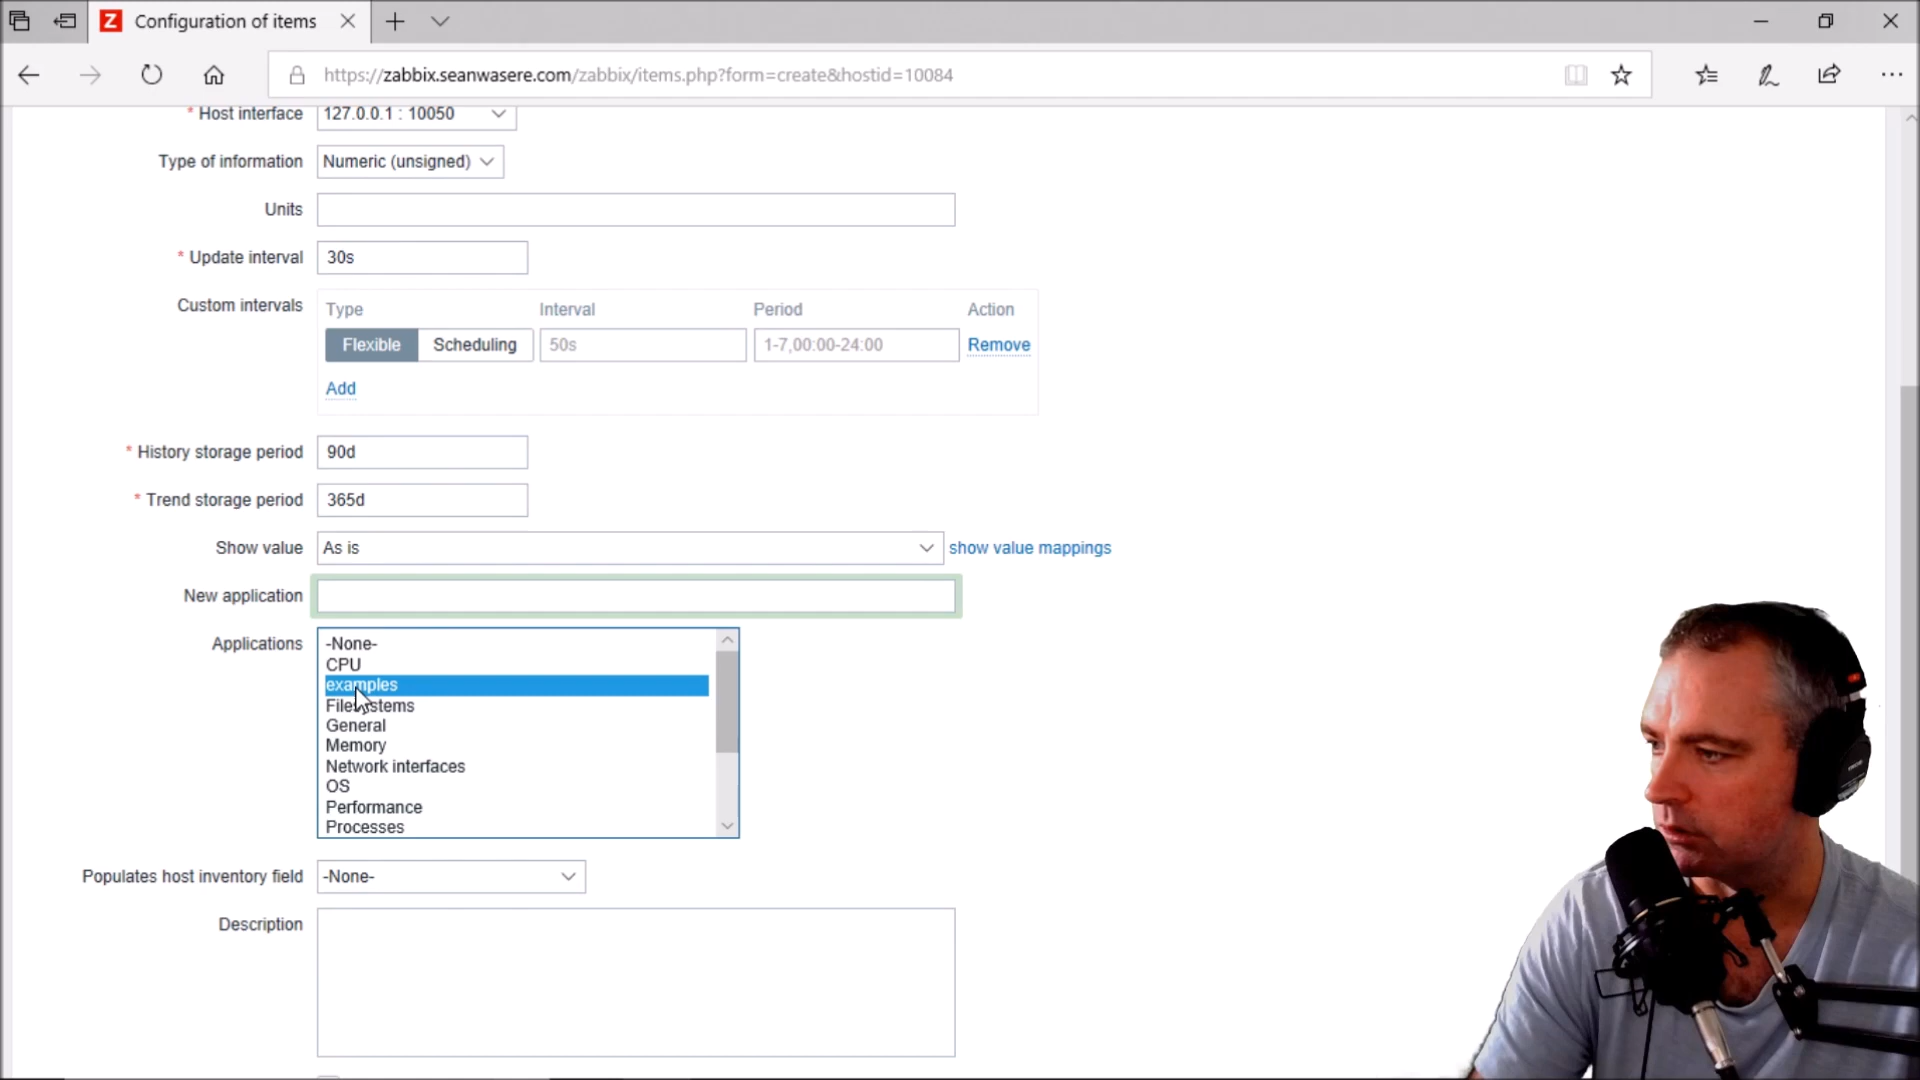 Configuration of items
https://zabbix.seanwasere.com/zabbix/items.php?form=create&hostid=10084
* Host interface 127.0.0.1 : 10050
Type of information Numeric (unsigned)
Units
* Update interval 30s
Custom intervals Type Interval Period Action
Flexible Scheduling 50s 1-7,00:00-24:00 Remove
Add
* History storage period 90d
* Trend storage period 365d
Show value As is show value mappings
New application
Applications -None-
CPU
examples
Filesystems
General
Memory
Network interfaces
OS
Performance
Processes
Populates host inventory field -None-
Description